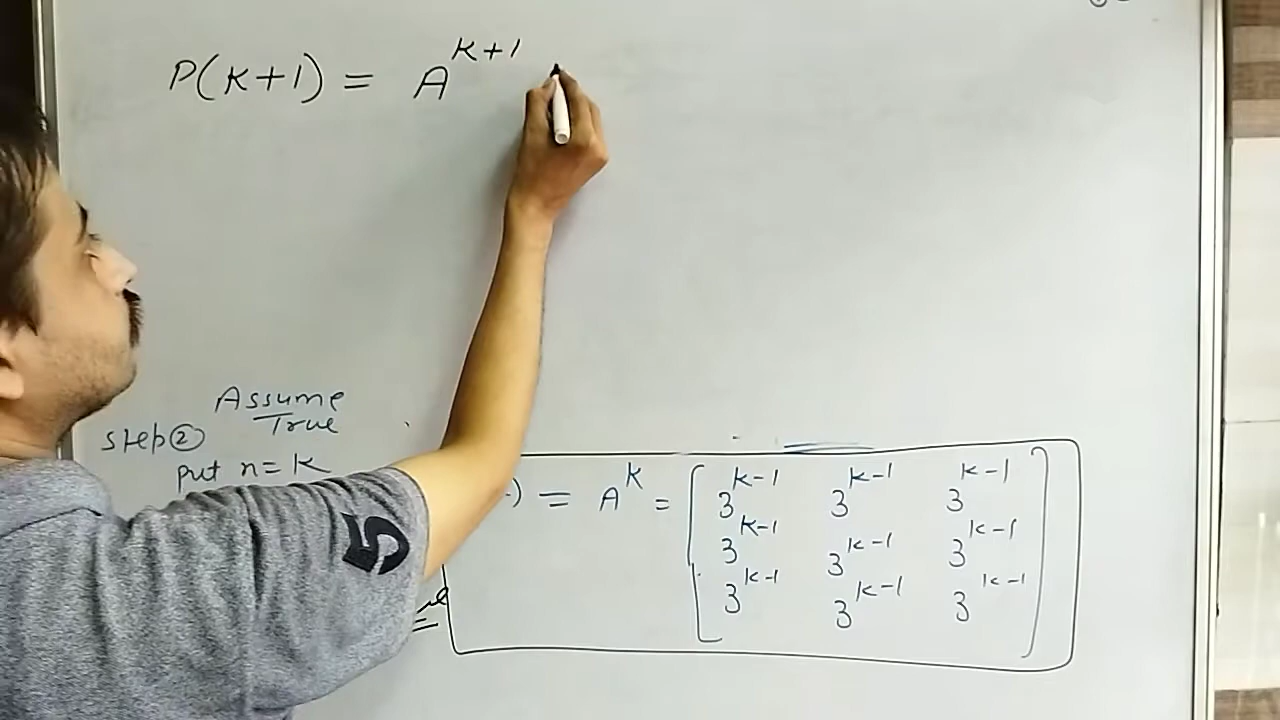 P(K+1) = A^{K+1}
Assume
True
step②
put n=K
) = A^K = [3^{K-1} 3^{K-1} 3^{K-1}
3^{K-1} 3^{K-1} 3^{K-1}
3^{K-1} 3^{K-1} 3^{K-1}]
5